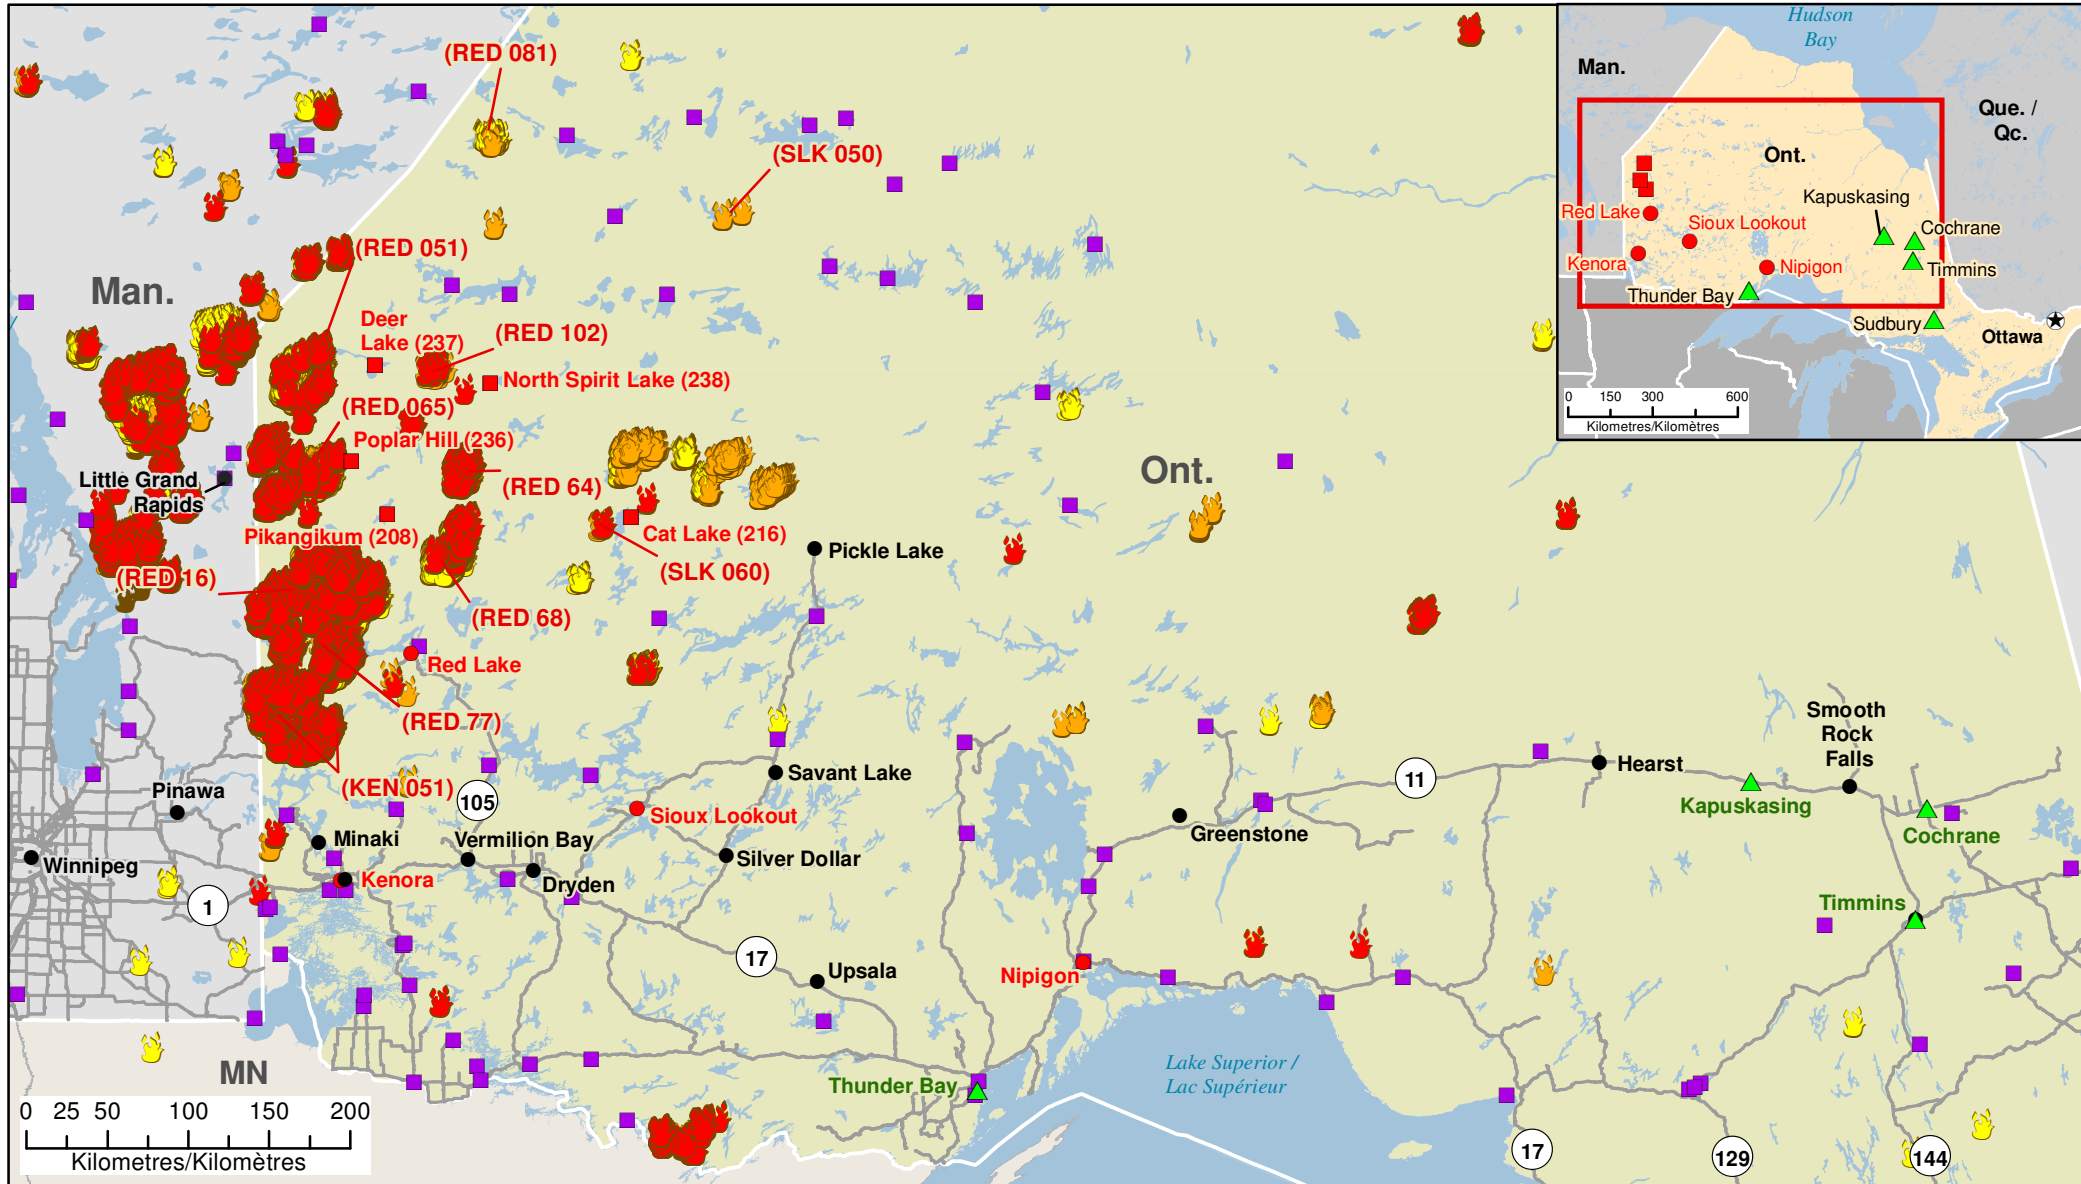 (RED 081)
(SLK 050)
(RED 051)
Man.
Deer
Lake (237)
(RED 102)
North Spirit Lake (238)
(RED 065)
Poplar Hill (236)
Little Grand
Rapids
(RED 64)
Ont.
Pikangikum (208)
Cat Lake (216)
Pickle Lake
(RED 16)
(SLK 060)
(RED 68)
Red Lake
(RED 77)
Smooth
Rock
Falls
Savant Lake
Hearst
11
(KEN 051)
105
Pinawa
Sioux Lookout
Kapuskasing
Greenstone
Cochrane
Minaki
Vermilion Bay
Silver Dollar
Winnipeg
Kenora
Dryden
1
Timmins
17
Upsala
Nipigon
MN
Thunder Bay
Lake Superior /
Lac Supérieur
0 25 50 100 150 200
Kilometres/Kilomètres
17
129
144
Hudson
Bay
Man.
Que. /
Qc.
Ont.
Kapuskasing
Red Lake
Sioux Lookout
Cochrane
Kenora
Nipigon
Timmins
Thunder Bay
Sudbury
Ottawa
0 150 300 600
Kilometres/Kilomètres